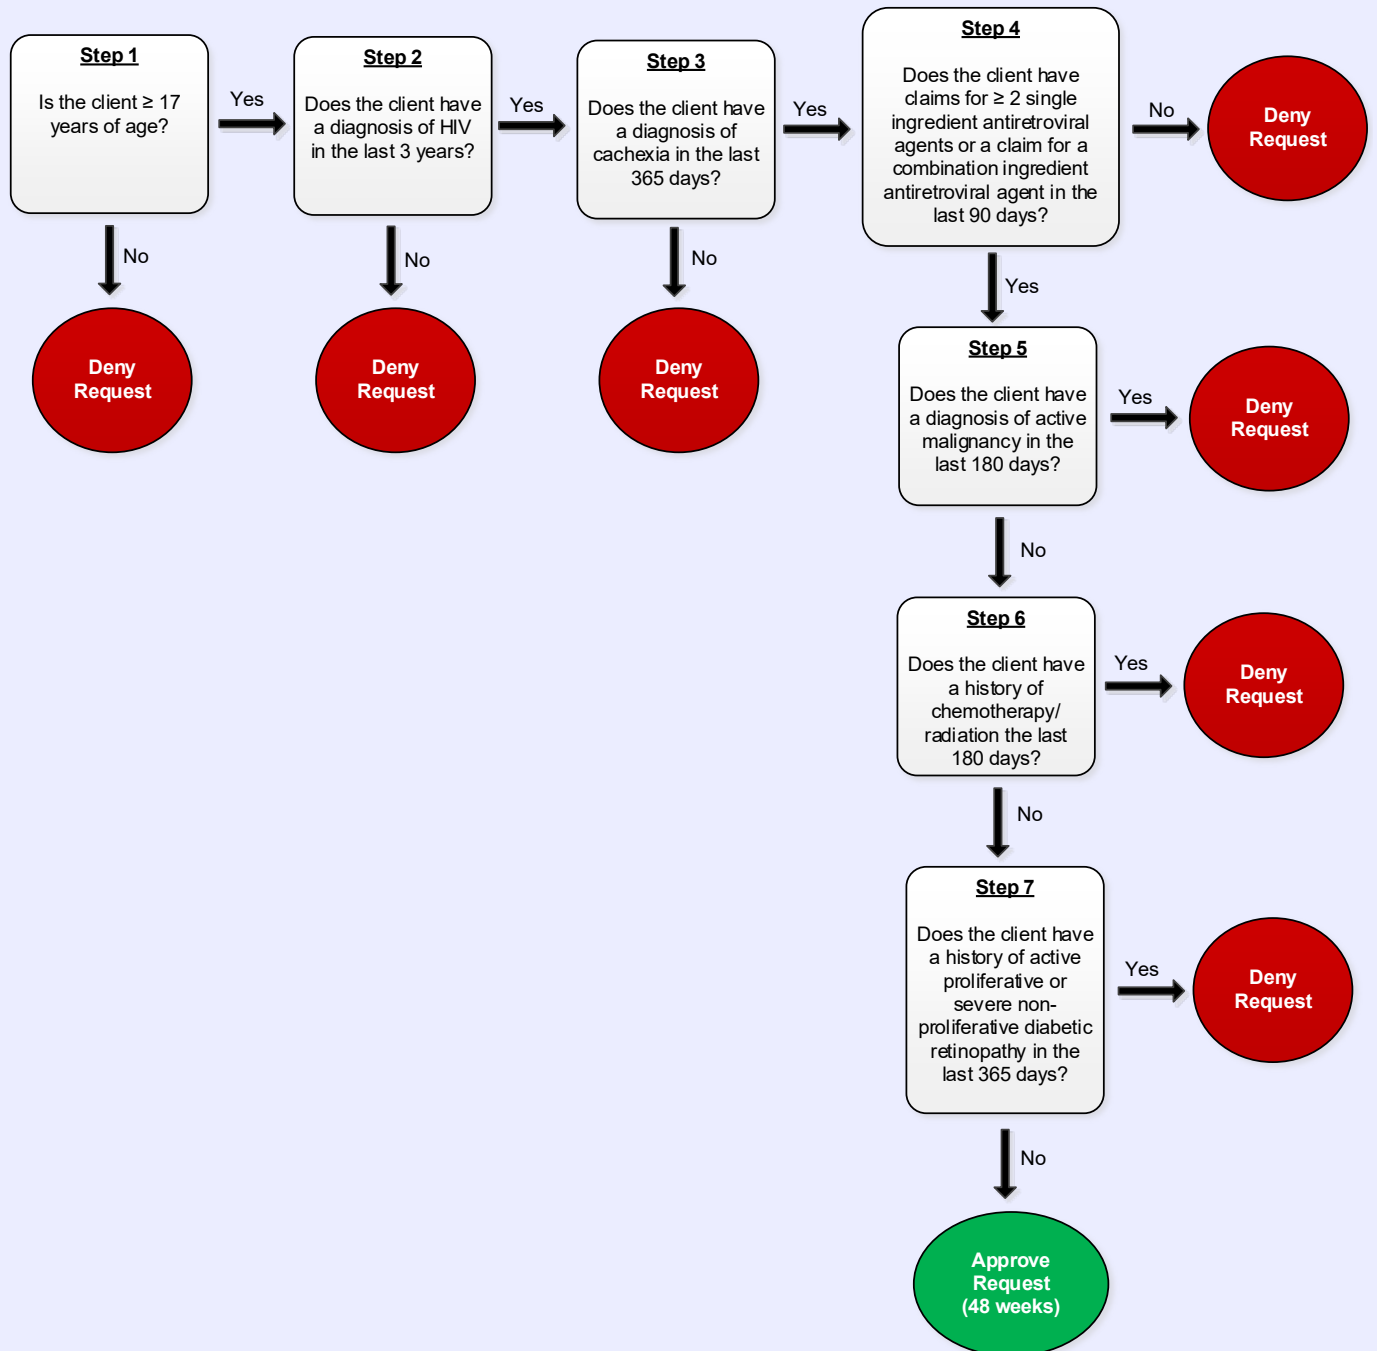 Step 1
Is the client ≥ 17
years of age?
Yes
No
Deny
Request
Step 2
Does the client have
a diagnosis of HIV
in the last 3 years?
Yes
No
Deny
Request
Step 3
Does the client have
a diagnosis of
cachexia in the last
365 days?
Yes
No
Deny
Request
Step 4
Does the client have
claims for ≥ 2 single
ingredient antiretroviral
agents or a claim for a
combination ingredient
antiretroviral agent in the
last 90 days?
No
Deny
Request
Yes
Step 5
Does the client have
a diagnosis of active
malignancy in the
last 180 days?
Yes
Deny
Request
No
Step 6
Does the client have
a history of
chemotherapy/
radiation the last
180 days?
Yes
Deny
Request
No
Step 7
Does the client have
a history of active
proliferative or
severe non-
proliferative diabetic
retinopathy in the
last 365 days?
Yes
Deny
Request
No
Approve
Request
(48 weeks)